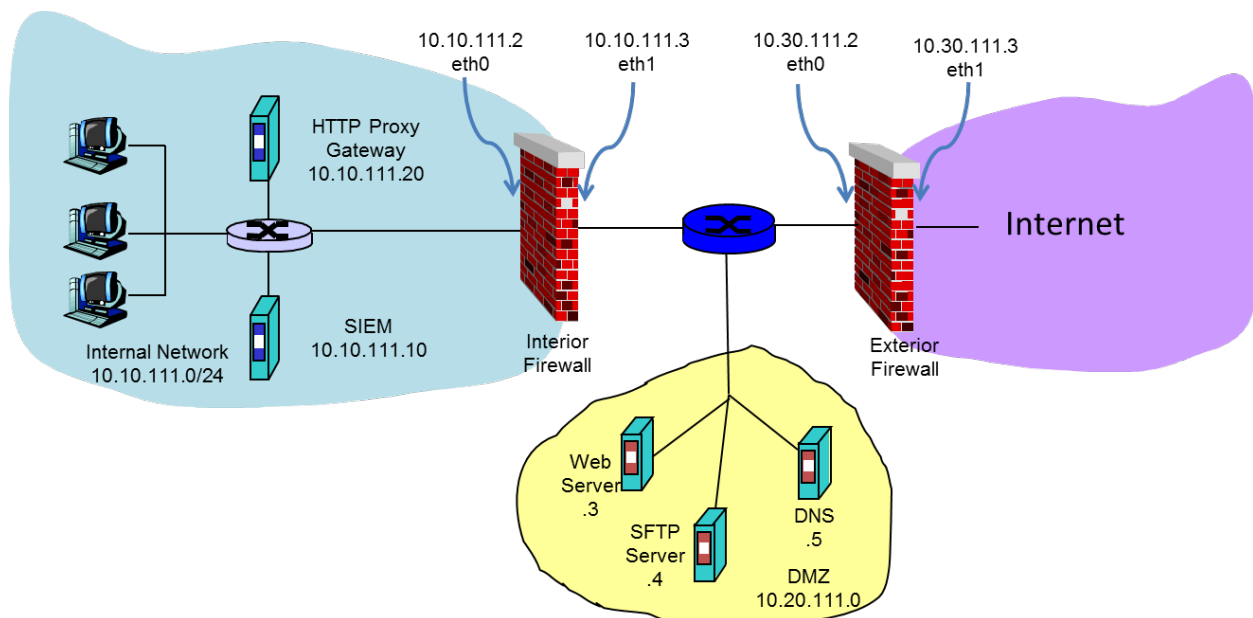 10.10.111.2
eth0
10.10.111.3
eth1
10.30.111.2
eth0
10.30.111.3
eth1
HTTP Proxy
Gateway
10.10.111.20
SIEM
10.10.111.10
Internal Network
10.10.111.0/24
Interior
Firewall
Exterior
Firewall
Internet
Web
Server
.3
SFTP
Server
.4
DNS
.5
DMZ
10.20.111.0